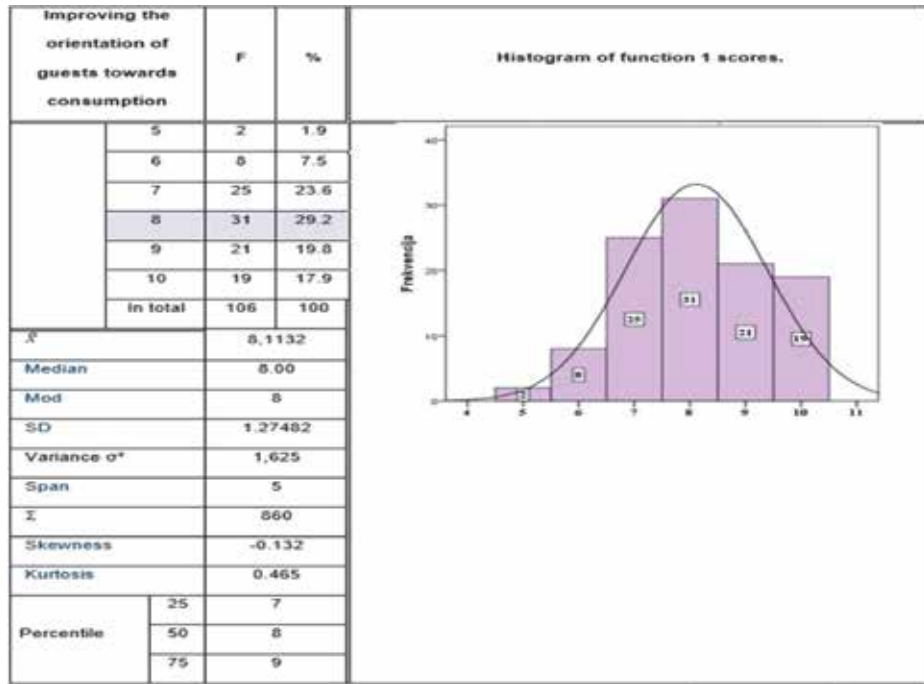 Improving the
orientation of
guests towards
consumption
F
%
Histogram of function 1 scores.
5 2 1.9
6 8 7.5
7 25 23.6
8 31 29.2
9 21 19.8
10 19 17.9
In total 106 100
X̄ 8,1132
Median 8.00
Mod 8
SD 1.27482
Variance σ² 1,625
Span 5
Σ 860
Skewness -0.132
Kurtosis 0.465
Percentile
25 7
50 8
75 9
Frekvencija
40
30
20
10
0
2
8
25
31
21
19
4 5 6 7 8 9 10 11